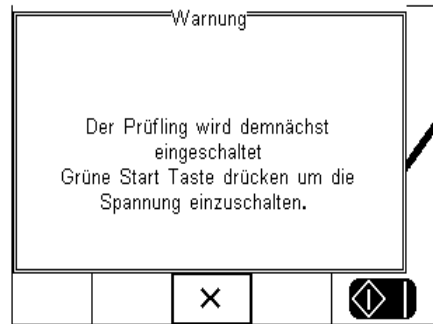 Warnung
Der Prüfling wird demnächst
eingeschaltet
Grüne Start Taste drücken um die
Spannung einzuschalten.